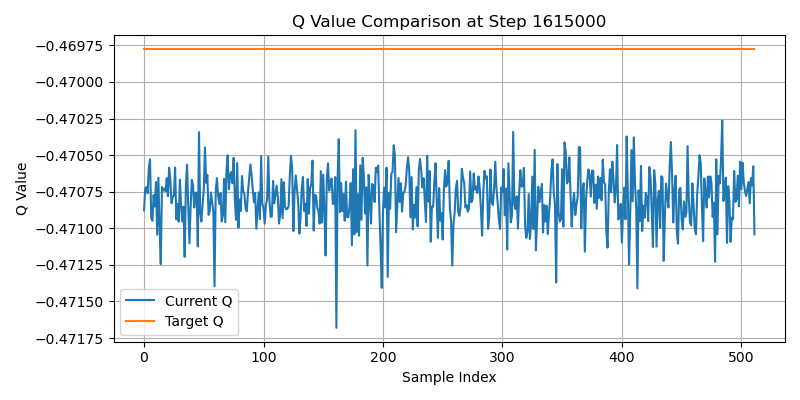 Q Value Comparison at Step 1615000
Q Value
−0.46975
−0.47000
−0.47025
−0.47050
−0.47075
−0.47100
−0.47125
−0.47150
−0.47175
Current Q
Target Q
0 100 200 300 400 500
Sample Index